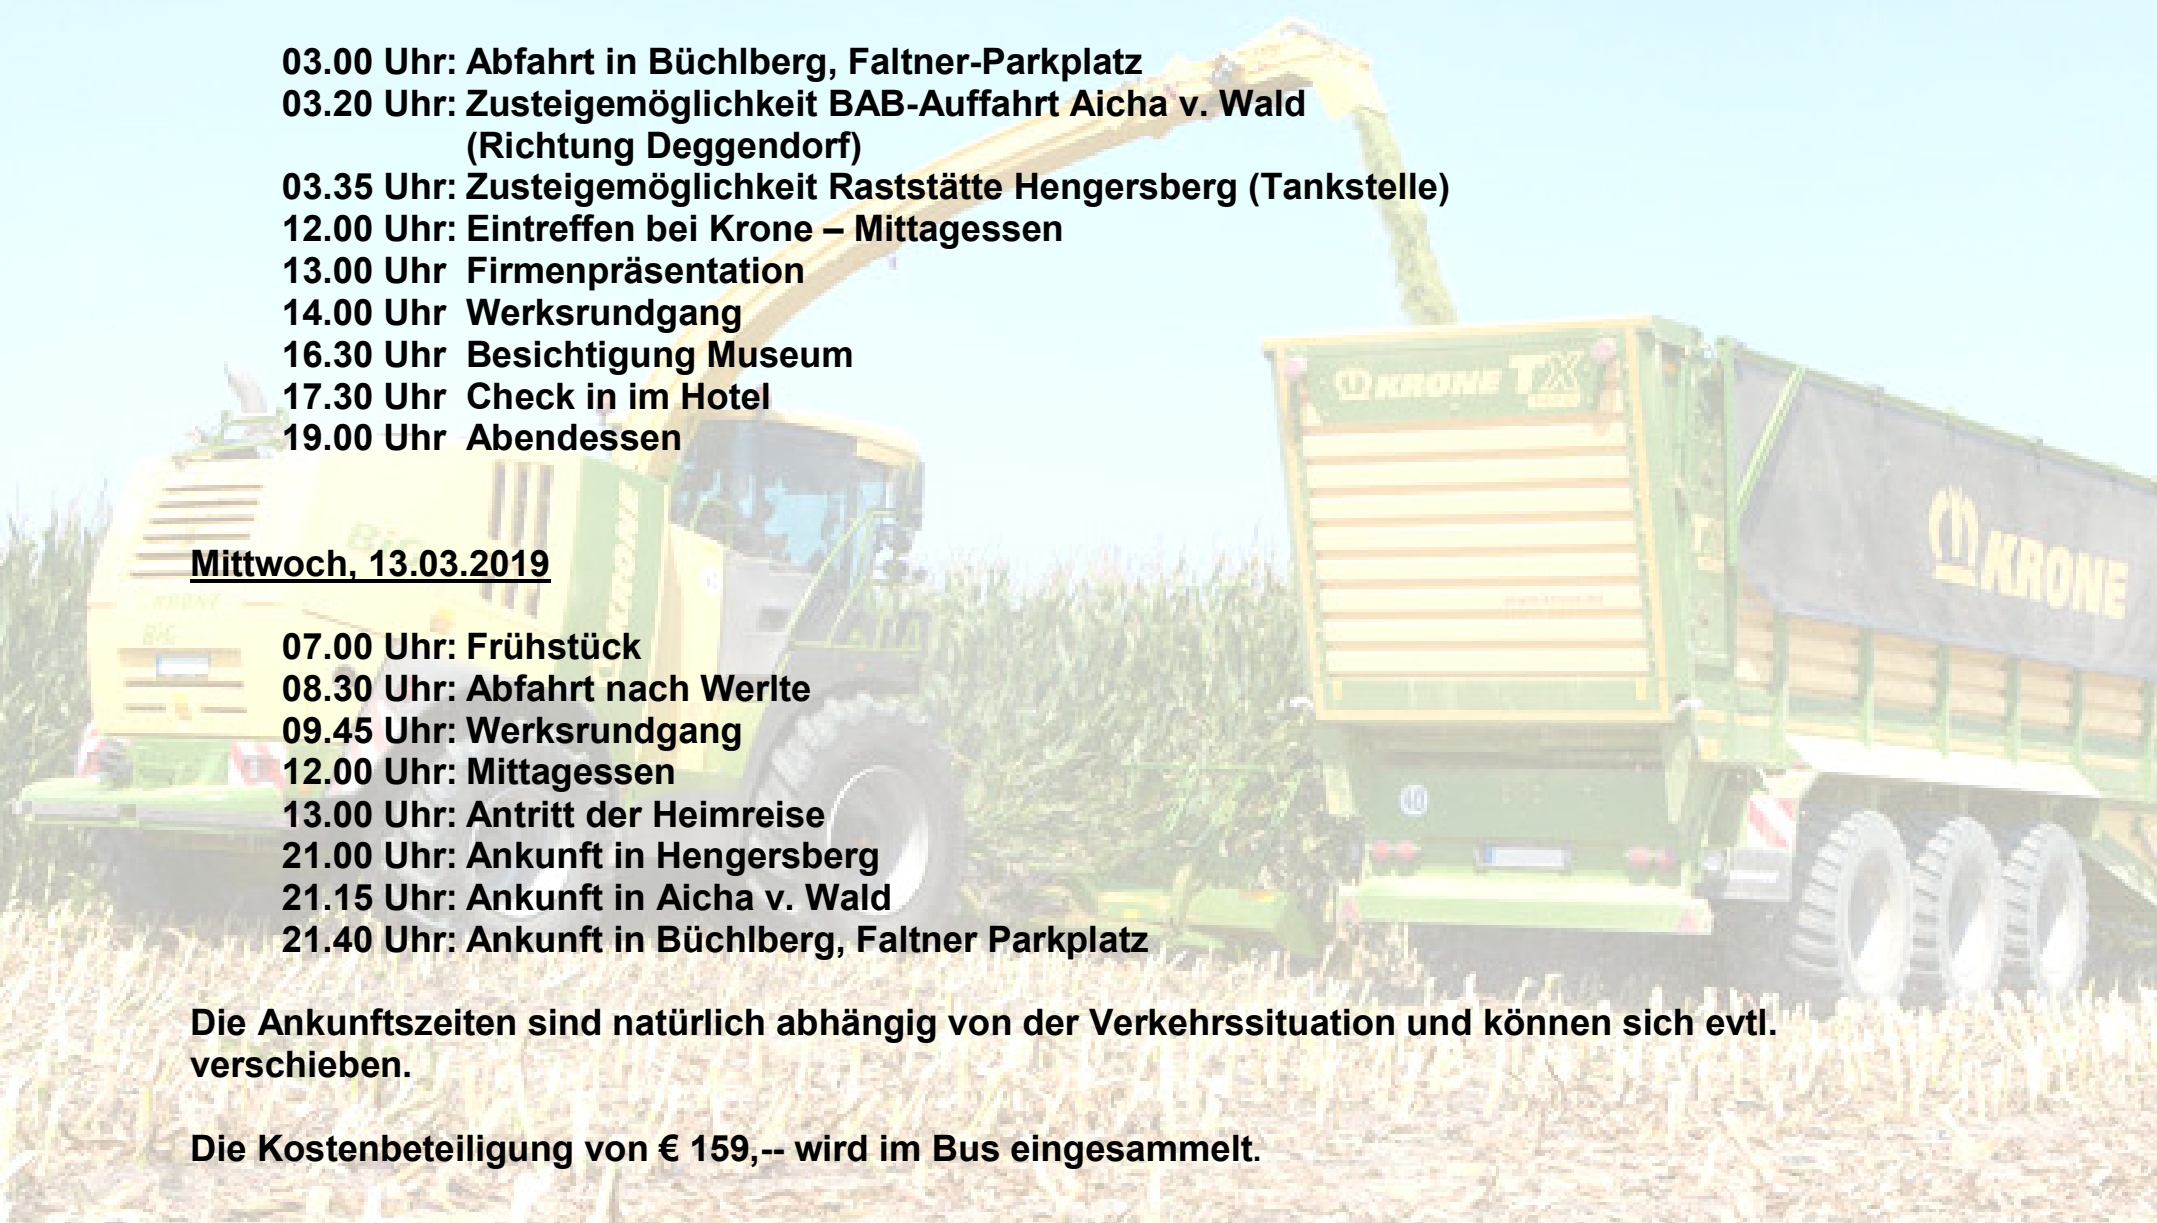 03.00 Uhr: Abfahrt in Büchlberg, Faltner-Parkplatz
03.20 Uhr: Zusteigemöglichkeit BAB-Auffahrt Aicha v. Wald
(Richtung Deggendorf)
03.35 Uhr: Zusteigemöglichkeit Raststätte Hengersberg (Tankstelle)
12.00 Uhr: Eintreffen bei Krone – Mittagessen
13.00 Uhr Firmenpräsentation
14.00 Uhr Werksrundgang
16.30 Uhr Besichtigung Museum
17.30 Uhr Check in im Hotel
19.00 Uhr Abendessen
Mittwoch, 13.03.2019
07.00 Uhr: Frühstück
08.30 Uhr: Abfahrt nach Werlte
09.45 Uhr: Werksrundgang
12.00 Uhr: Mittagessen
13.00 Uhr: Antritt der Heimreise
21.00 Uhr: Ankunft in Hengersberg
21.15 Uhr: Ankunft in Aicha v. Wald
21.40 Uhr: Ankunft in Büchlberg, Faltner Parkplatz
Die Ankunftszeiten sind natürlich abhängig von der Verkehrssituation und können sich evtl.
verschieben.
Die Kostenbeteiligung von € 159,-- wird im Bus eingesammelt.
KRONE TX
KRONE
KRONE
BiG
KRONE
BiG
40